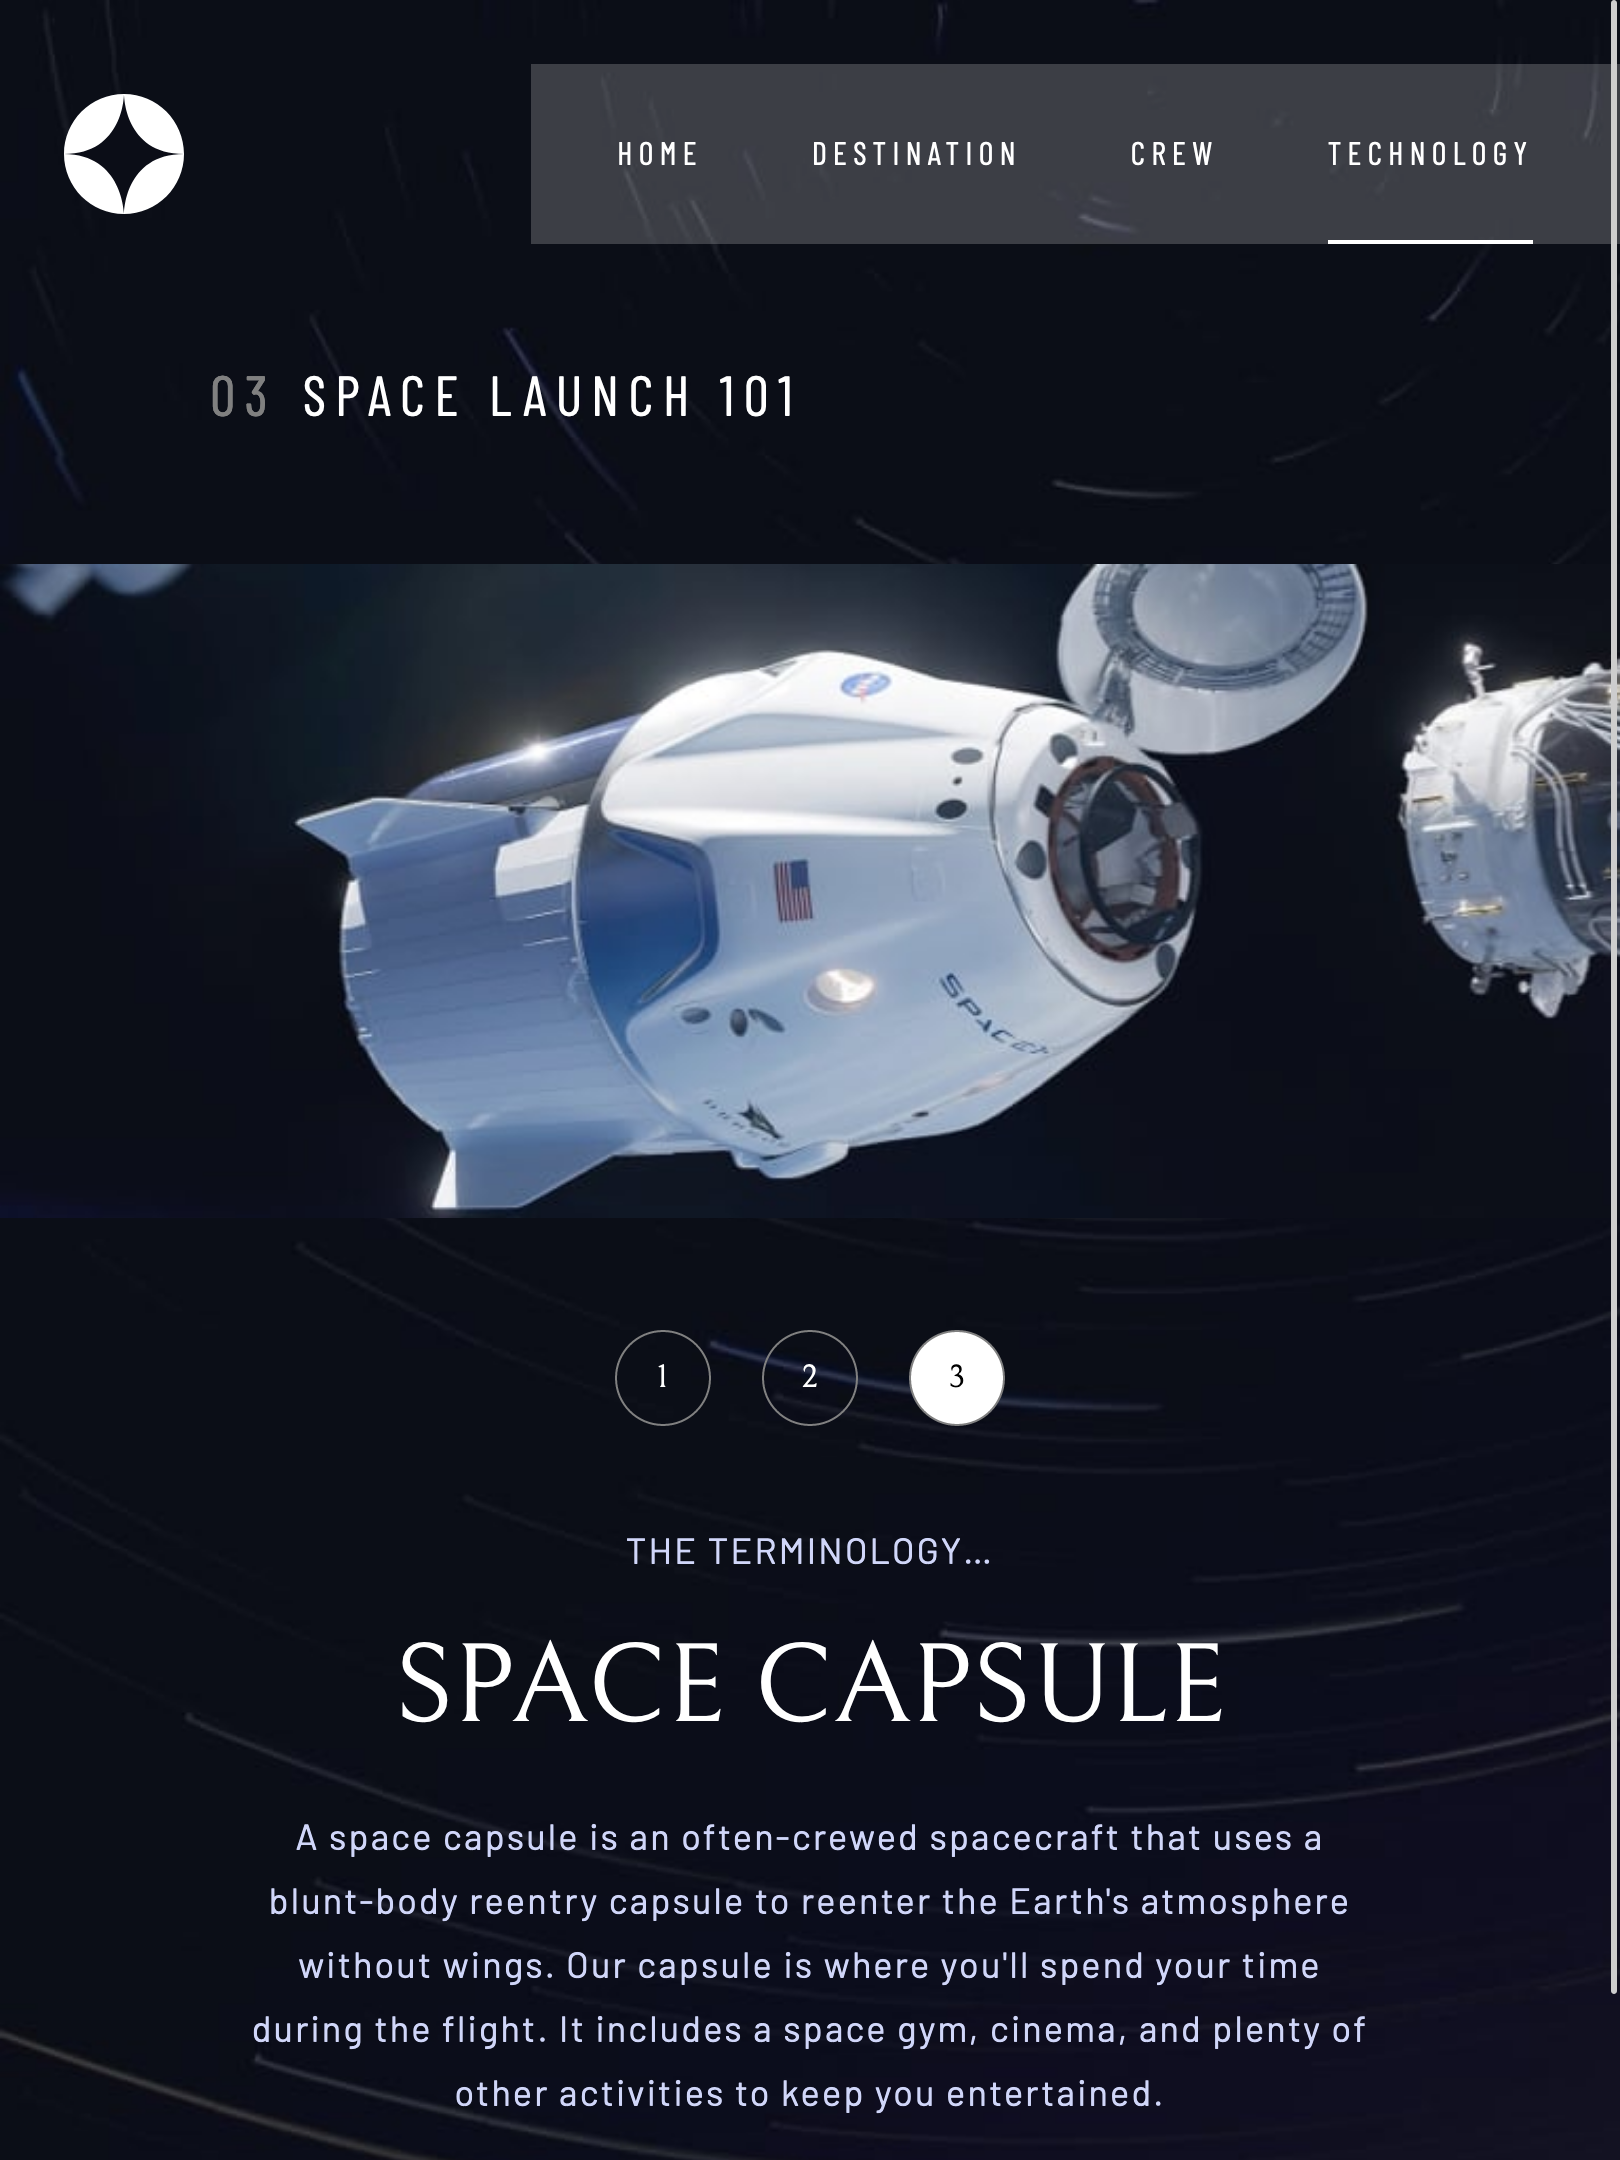 HOME DESTINATION CREW TECHNOLOGY
03 SPACE LAUNCH 101
SPACEX
1 2 3
THE TERMINOLOGY...
SPACE CAPSULE
A space capsule is an often-crewed spacecraft that uses a
blunt-body reentry capsule to reenter the Earth's atmosphere
without wings. Our capsule is where you'll spend your time
during the flight. It includes a space gym, cinema, and plenty of
other activities to keep you entertained.